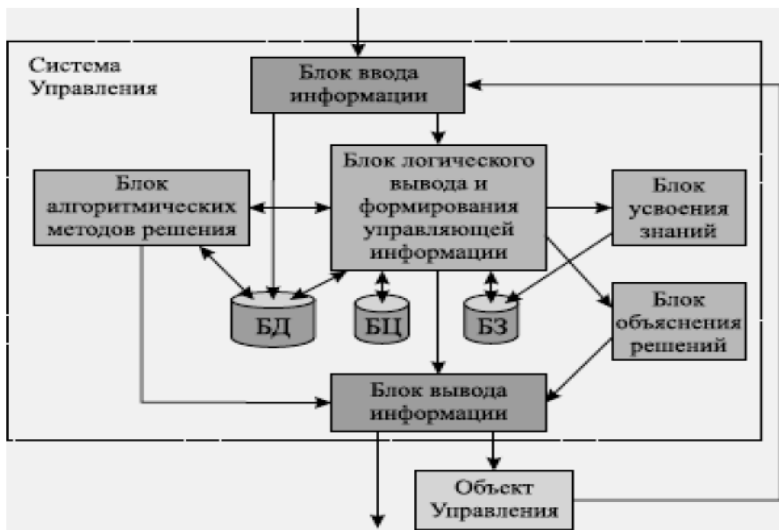 Система
Управления
Блок ввода
информации
Блок логического
вывода и
формирования
управляющей
информации
Блок
алгоритмических
методов решения
Блок
усвоения
знаний
БД
БЦ
БЗ
Блок
объяснения
решений
Блок вывода
информации
Объект
Управления